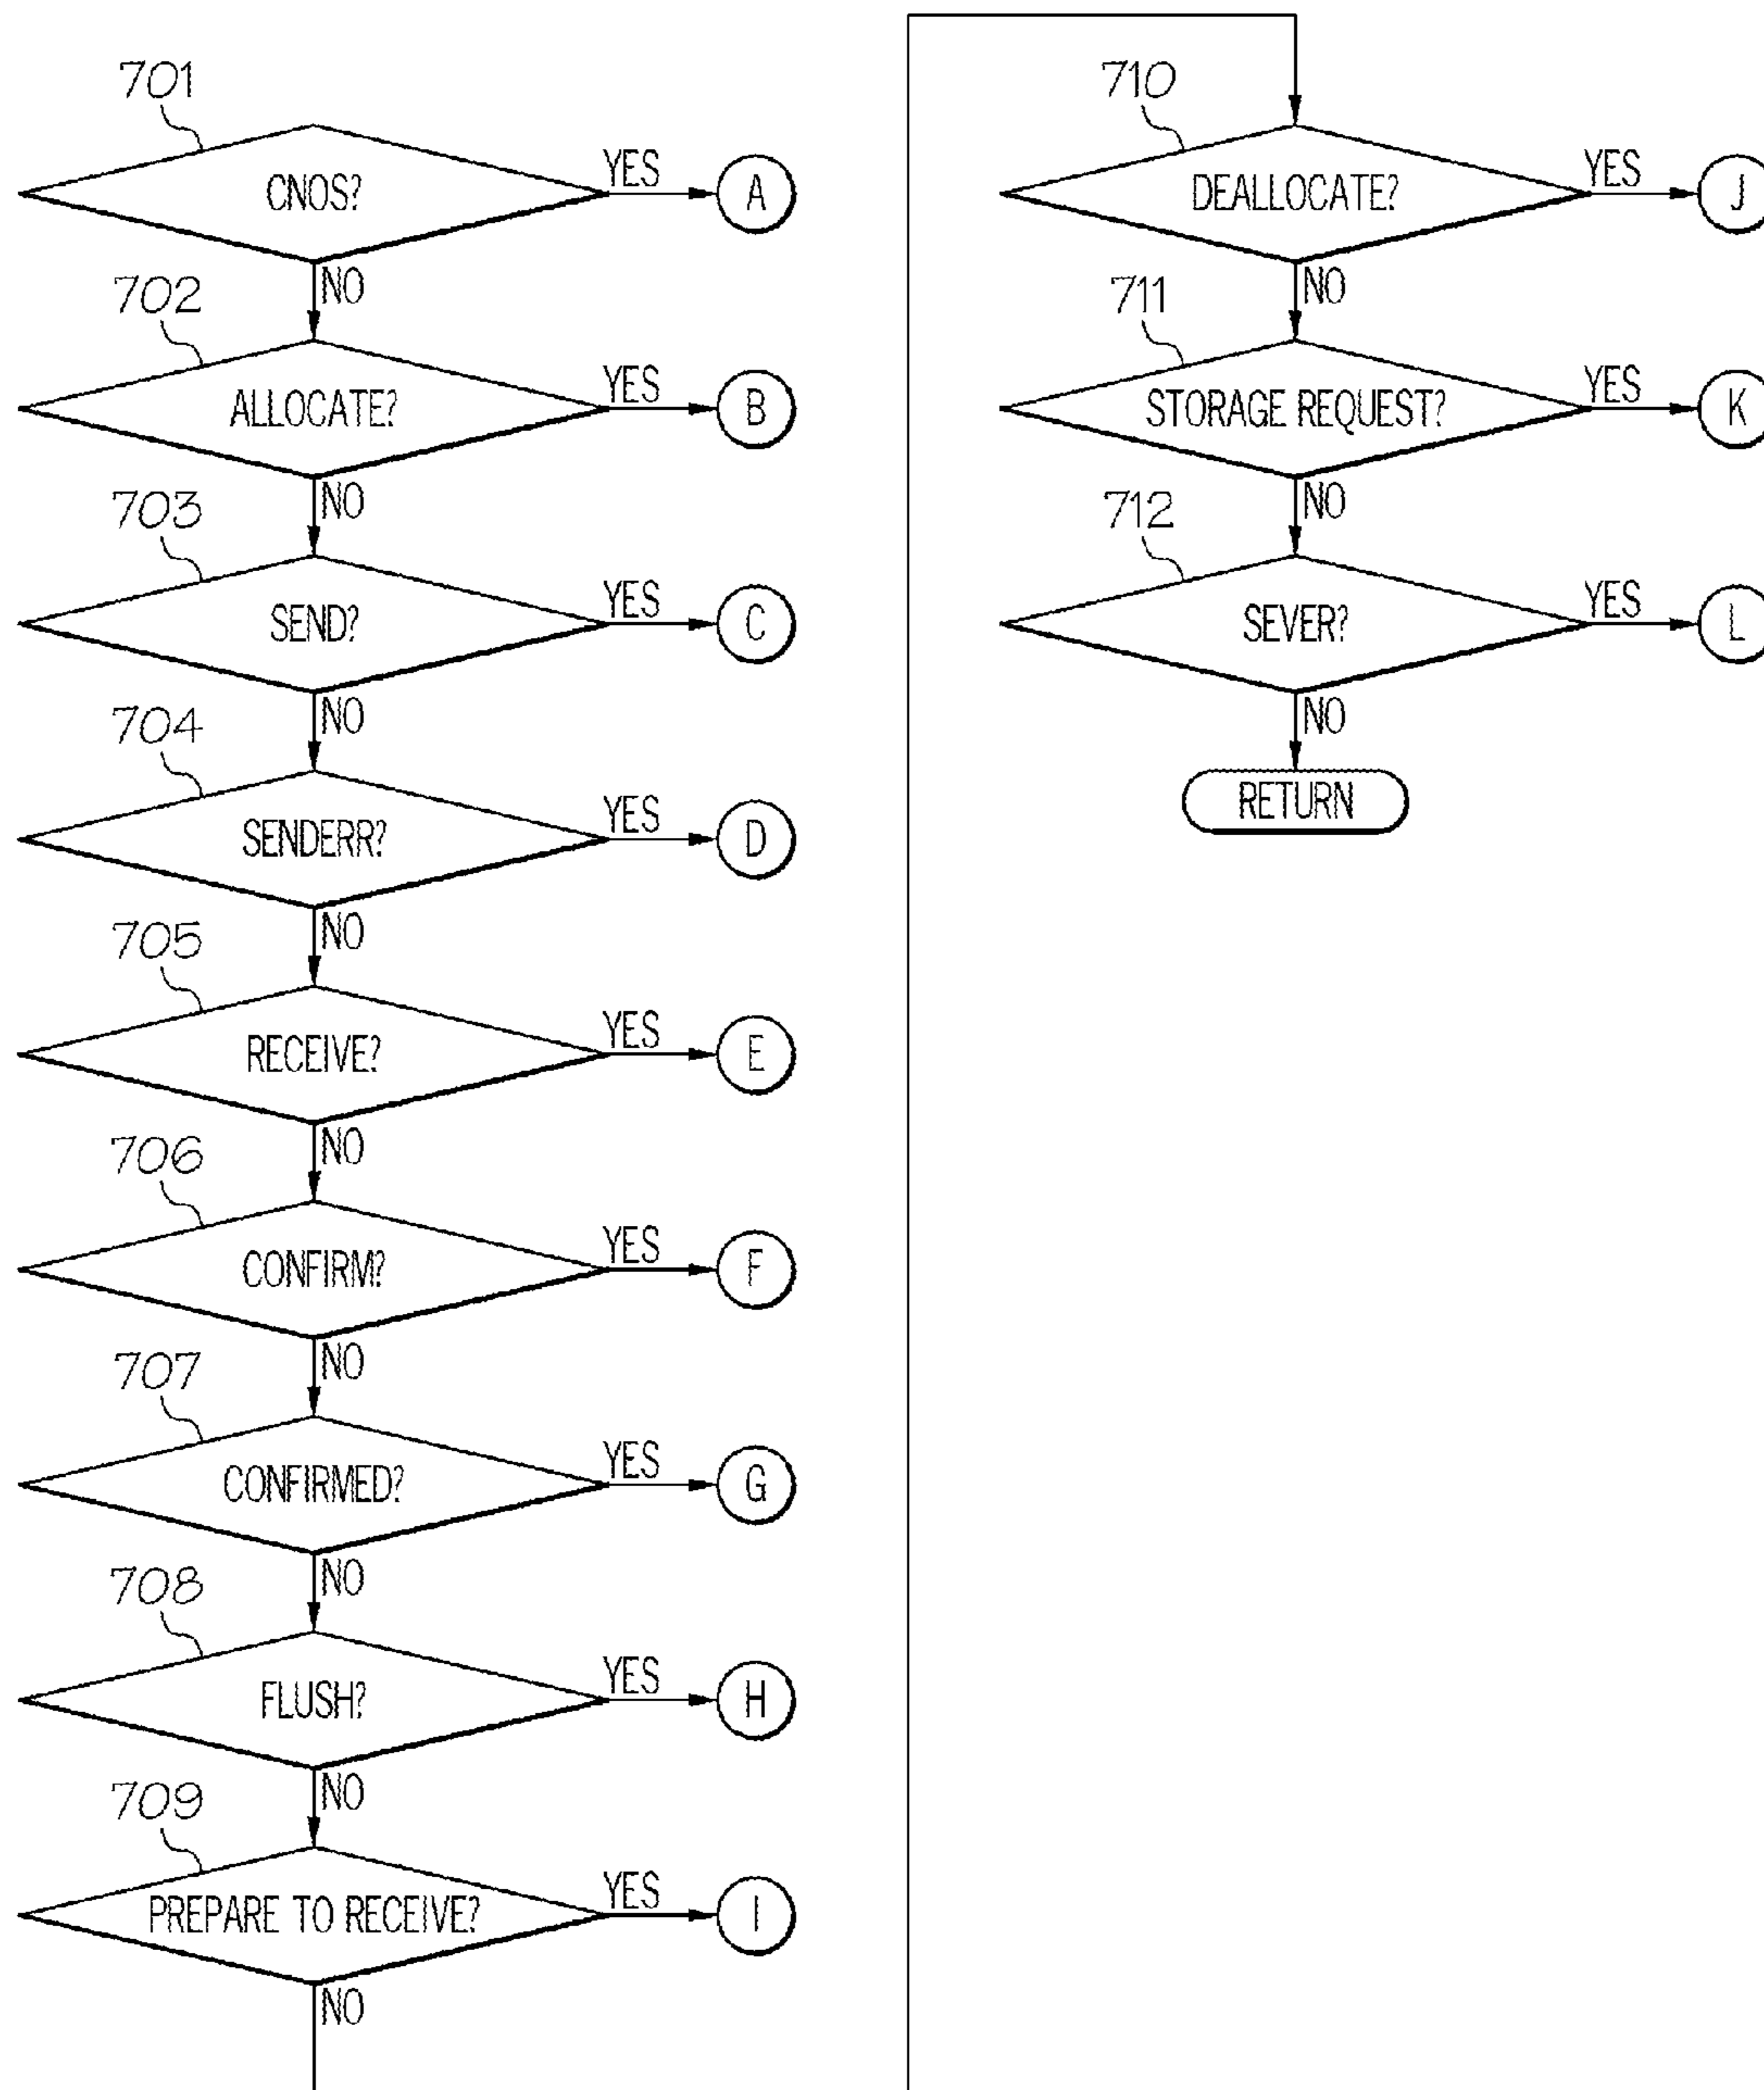 701
CNOS?
YES
A
NO
702
ALLOCATE?
YES
B
NO
703
SEND?
YES
C
NO
704
SENDERR?
YES
D
NO
705
RECEIVE?
YES
E
NO
706
CONFIRM?
YES
F
NO
707
CONFIRMED?
YES
G
NO
708
FLUSH?
YES
H
NO
709
PREPARE TO RECEIVE?
YES
I
NO
710
DEALLOCATE?
YES
J
NO
711
STORAGE REQUEST?
YES
K
NO
712
SEVER?
YES
L
NO
RETURN